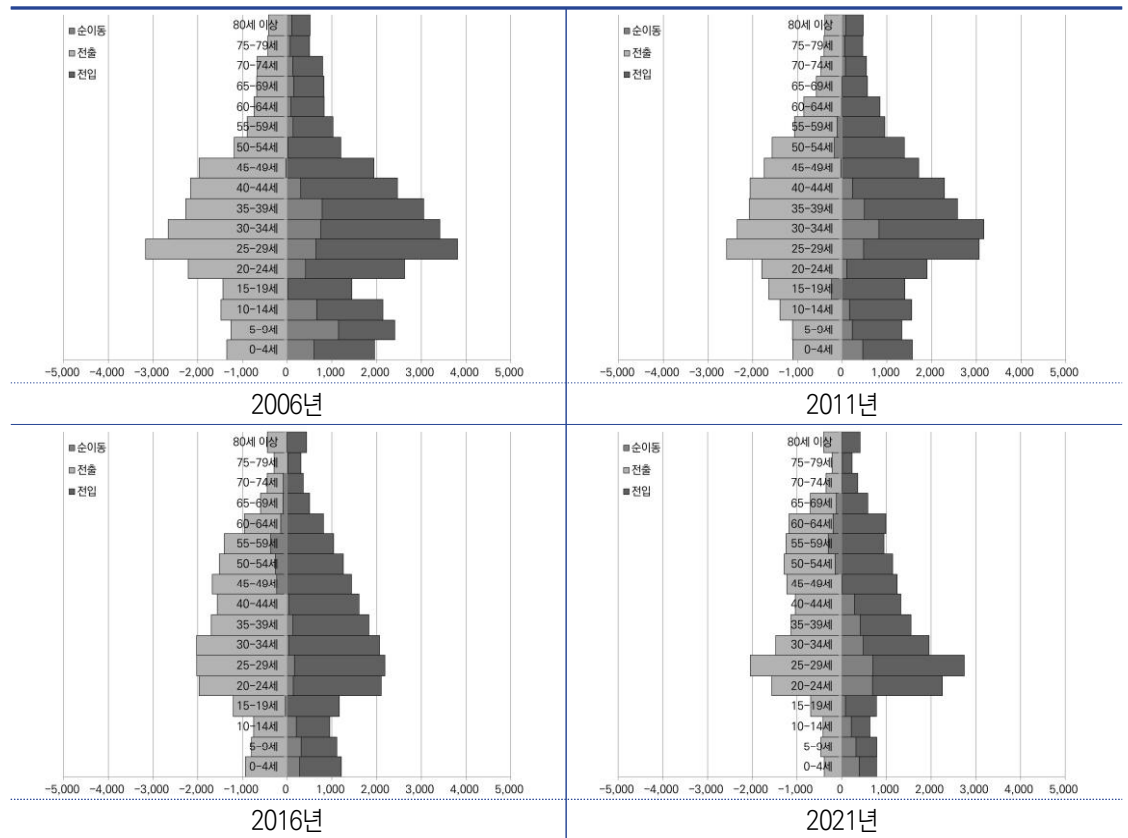 ■순이동
■전출
■전입
80세 이상
75-79세
70-74세
65-69세
60-64세
55-59세
50-54세
45-49세
40-44세
35-39세
30-34세
25-29세
20-24세
15-19세
10-14세
5-9세
0-4세
-5,000 -4,000 -3,000 -2,000 -1,000 0 1,000 2,000 3,000 4,000 5,000
2006년
■순이동
■전출
■전입
80세 이상
75-79세
70-74세
65-69세
60-64세
55-59세
50-54세
45-49세
40-44세
35-39세
30-34세
25-29세
20-24세
15-19세
10-14세
5-9세
0-4세
-5,000 -4,000 -3,000 -2,000 -1,000 0 1,000 2,000 3,000 4,000 5,000
2011년
■순이동
■전출
■전입
80세 이상
75-79세
70-74세
65-69세
60-64세
55-59세
50-54세
45-49세
40-44세
35-39세
30-34세
25-29세
20-24세
15-19세
10-14세
5-9세
0-4세
-5,000 -4,000 -3,000 -2,000 -1,000 0 1,000 2,000 3,000 4,000 5,000
2016년
■순이동
■전출
■전입
80세 이상
75-79세
70-74세
65-69세
60-64세
55-59세
50-54세
45-49세
40-44세
35-39세
30-34세
25-29세
20-24세
15-19세
10-14세
5-9세
0-4세
-5,000 -4,000 -3,000 -2,000 -1,000 0 1,000 2,000 3,000 4,000 5,000
2021년